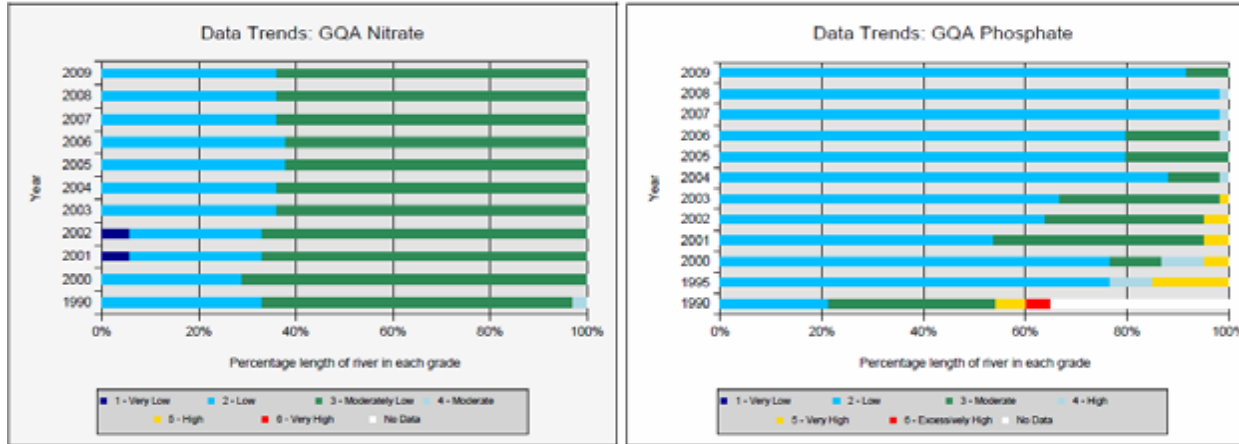 Data Trends: GQA Nitrate
Year
2009
2008
2007
2006
2005
2004
2003
2002
2001
2000
1990
0% 20% 40% 60% 80% 100%
Percentage length of river in each grade
1 - Very Low 2 - Low 3 - Moderately Low 4 - Moderate
5 - High 6 - Very High No Data
Data Trends: GQA Phosphate
Year
2009
2008
2007
2006
2005
2004
2003
2002
2001
2000
1995
1990
0% 20% 40% 60% 80% 100%
Percentage length of river in each grade
1 - Very Low 2 - Low 3 - Moderate 4 - High
5 - Very High 6 - Excessively High No Data